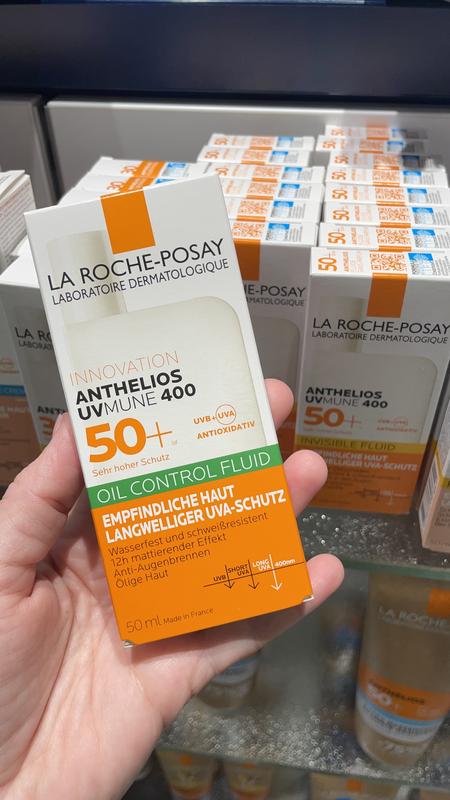 LA ROCHE-POSAY
LABORATOIRE DERMATOLOGIQUE
INNOVATION
ANTHELIOS
UVMUNE 400
50+
Sehr hoher Schutz
UVB+UVA
ANTIOXIDATIV
OIL CONTROL FLUID
EMPFINDLICHE HAUT
LANGWELLIGER UVA-SCHUTZ
Wasserfest und schweißresistent
12h mattierender Effekt
Anti-Augenbrennen
Ölige Haut
UVB
SHORT UVA
LONG UVA
400nm
50 ml Made in France
LA ROCHE-POSAY
LABORATOIRE DERMATOLOGIQUE
ANTHELIOS
UVMUNE 400
50+
INVISIBLE FLUID
EMPFINDLICHE HAUT
LANGWELLIGER UVA-SCHUTZ